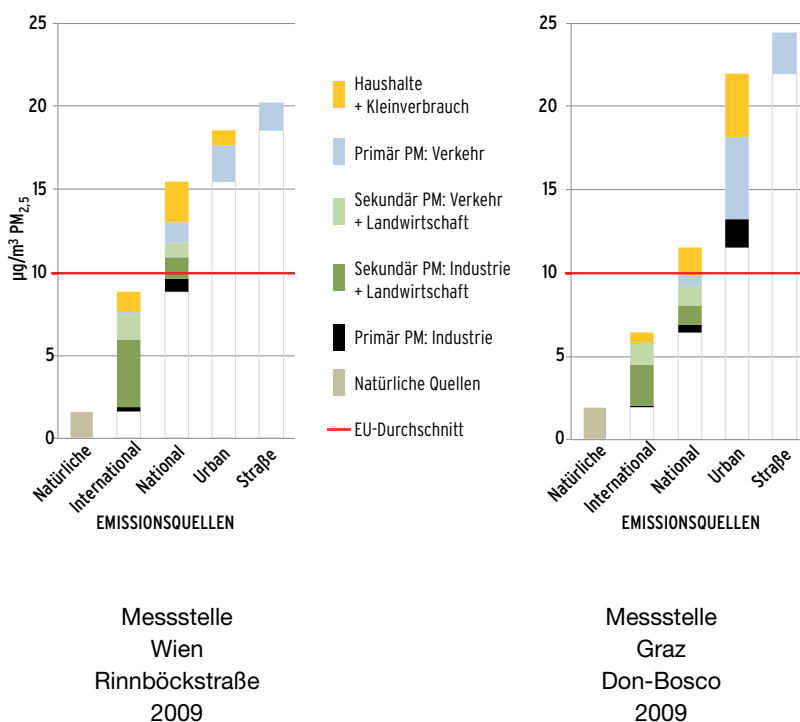 µg/m³ PM2,5
25
20
15
10
5
0
Natürliche
International
National
Urban
Straße
EMISSIONSQUELLEN
Haushalte
+ Kleinverbrauch
Primär PM: Verkehr
Sekundär PM: Verkehr
+ Landwirtschaft
Sekundär PM: Industrie
+ Landwirtschaft
Primär PM: Industrie
Natürliche Quellen
EU-Durchschnitt
25
20
15
10
5
0
Natürliche
International
National
Urban
Straße
EMISSIONSQUELLEN
Messstelle
Wien
Rinnböckstraße
2009
Messstelle
Graz
Don-Bosco
2009